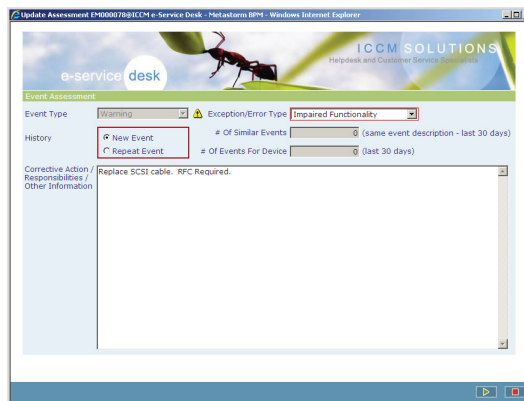 Update Assessment EM000078@ICCM e-Service Desk - Metastorm BPM - Windows Internet Explorer
ICCM SOLUTIONS
Helpdesk and Customer Service Specialists
e-service desk
Event Assessment
Event Type Warning Exception/Error Type Impaired Functionality
History New Event # Of Similar Events 0 (same event description - last 30 days)
Repeat Event # Of Events For Device 0 (last 30 days)
Corrective Action / Responsibilities / Other Information
Replace SCSI cable. RFC Required.